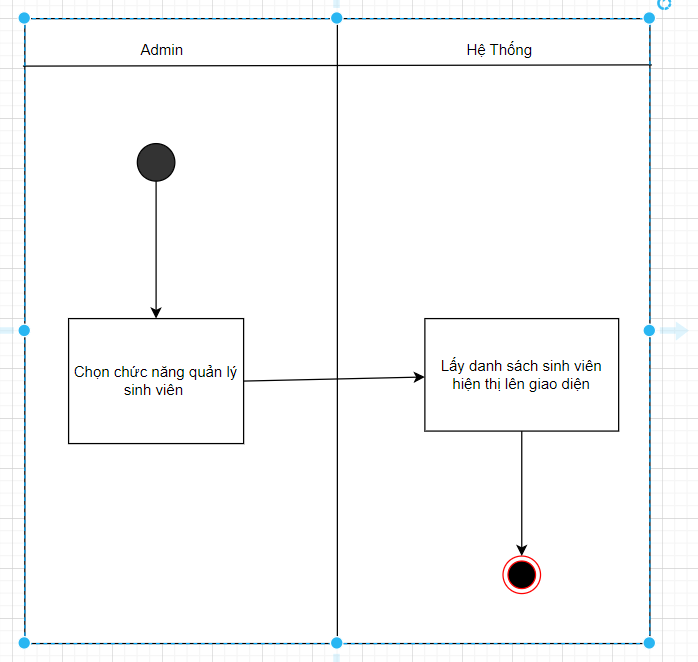 Admin
Hệ Thống
Chọn chức năng quản lý
sinh viên
Lấy danh sách sinh viên
hiện thị lên giao diện